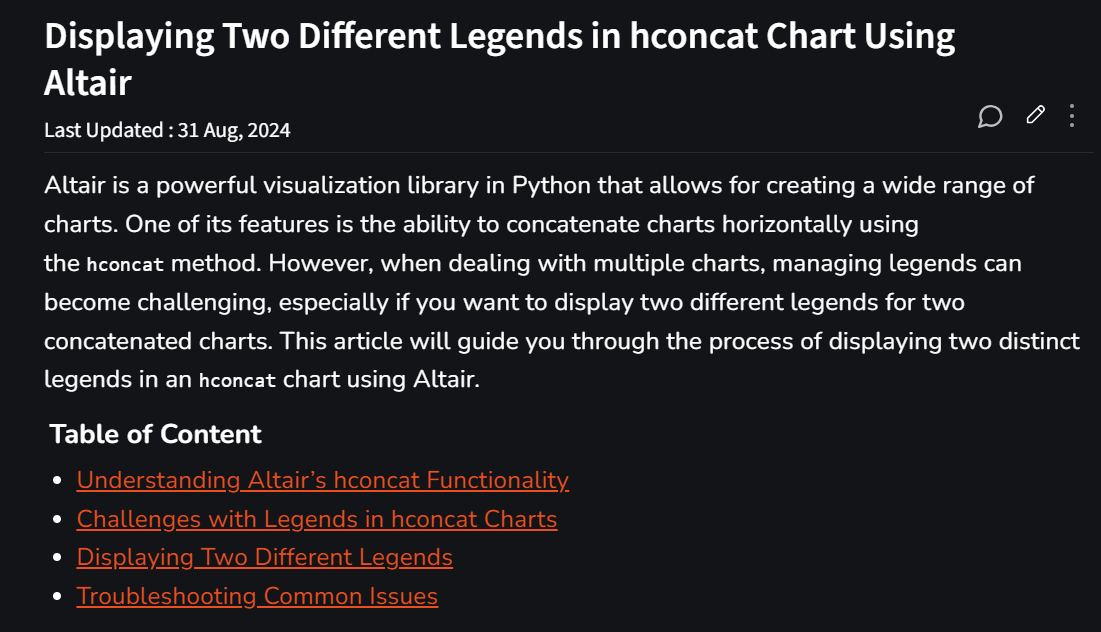 Displaying Two Different Legends in hconcat Chart Using
Altair
Last Updated : 31 Aug, 2024
Altair is a powerful visualization library in Python that allows for creating a wide range of
charts. One of its features is the ability to concatenate charts horizontally using
the hconcat method. However, when dealing with multiple charts, managing legends can
become challenging, especially if you want to display two different legends for two
concatenated charts. This article will guide you through the process of displaying two distinct
legends in an hconcat chart using Altair.
Table of Content
• Understanding Altair’s hconcat Functionality
• Challenges with Legends in hconcat Charts
• Displaying Two Different Legends
• Troubleshooting Common Issues